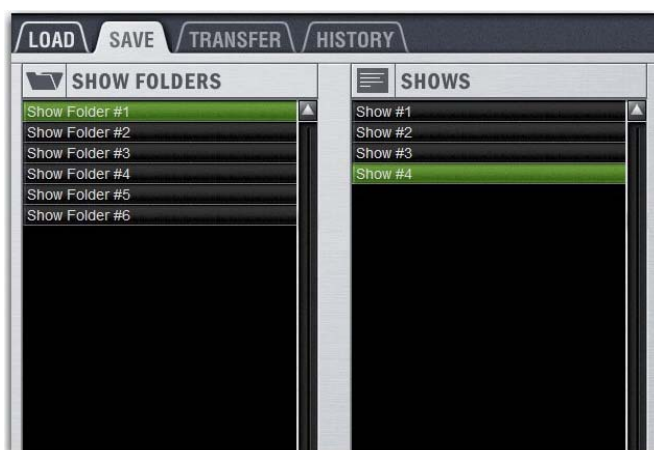 LOAD SAVE TRANSFER HISTORY
SHOW FOLDERS
Show Folder #1
Show Folder #2
Show Folder #3
Show Folder #4
Show Folder #5
Show Folder #6
SHOWS
Show #1
Show #2
Show #3
Show #4